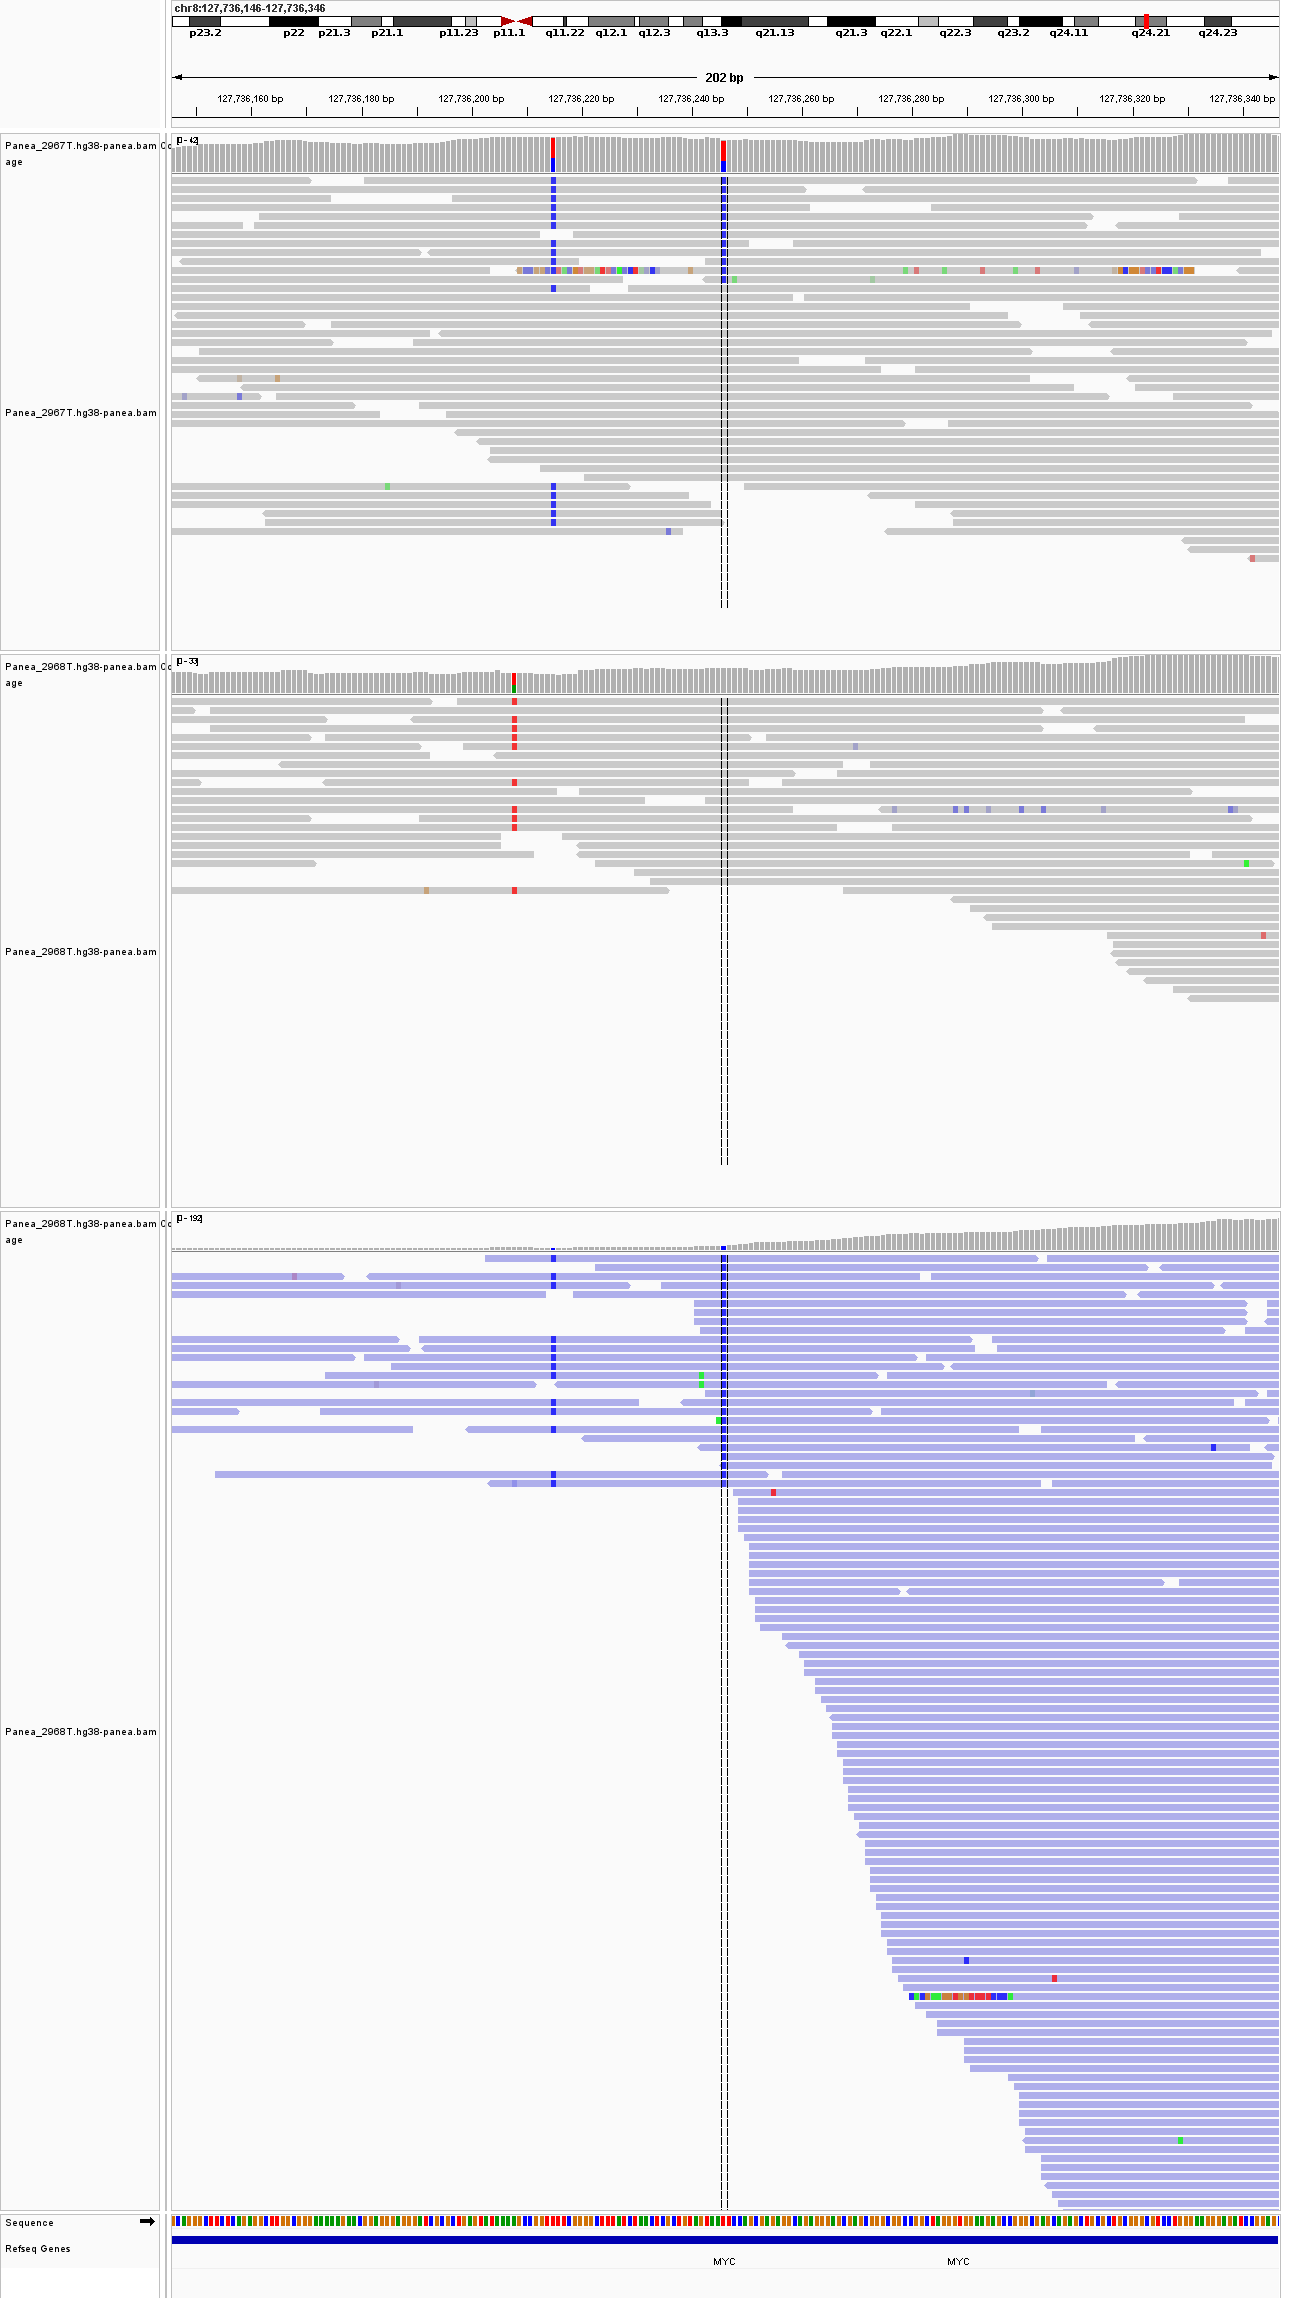 chr8:127,736,146-127,736,346
p23.2 p22 p21.3 p21.1 p11.23 p11.1 q11.22 q12.1 q12.3 q13.3 q21.13 q21.3 q22.1 q22.3 q23.2 q24.11 q24.21 q24.23
202 bp
127,736,160 bp 127,736,180 bp 127,736,200 bp 127,736,220 bp 127,736,240 bp 127,736,260 bp 127,736,280 bp 127,736,300 bp 127,736,320 bp 127,736,340 bp
Panea_2967T.hg38-panea.bam Co
age
[0 - 42]
Panea_2967T.hg38-panea.bam
Panea_2968T.hg38-panea.bam Co
age
[0 - 33]
Panea_2968T.hg38-panea.bam
Panea_2968T.hg38-panea.bam Co
age
[0 - 192]
Panea_2968T.hg38-panea.bam
Sequence
Refseq Genes
MYC MYC